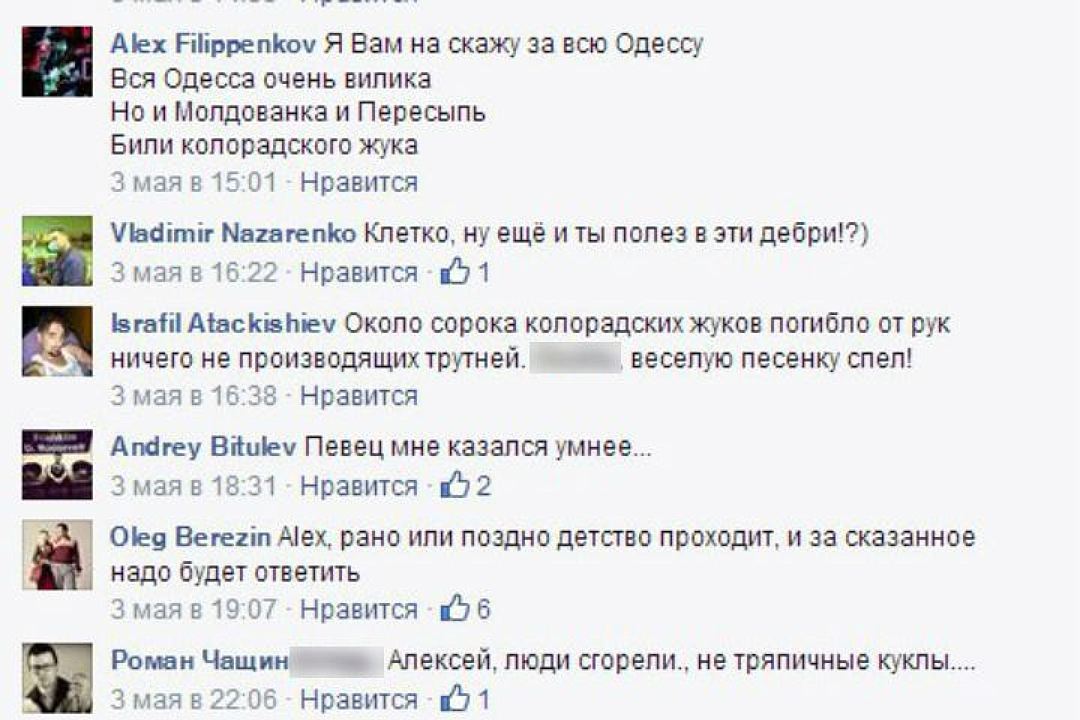 Alex Filippenkov Я Вам на скажу за всю Одессу
Вся Одесса очень вилика
Но и Молдованка и Пересыпь
Били колорадского жука
3 мая в 15:01 · Нравится
Vladimir Nazarenko Клетко, ну ещё и ты полез в эти дебри!?)
3 мая в 16:22 · Нравится · 1
Israfil Atackishiev Около сорока колорадских жуков погибло от рук
ничего не производящих трутней. , веселую песенку спел!
3 мая в 16:38 · Нравится
Andrey Bitulev Певец мне казался умнее...
3 мая в 18:31 · Нравится · 2
Oleg Berezin Alex, рано или поздно детство проходит, и за сказанное
надо будет ответить
3 мая в 19:07 · Нравится · 6
Роман Чащин Алексей, люди сгорели., не тряпичные куклы....
3 мая в 22:06 · Нравится · 1